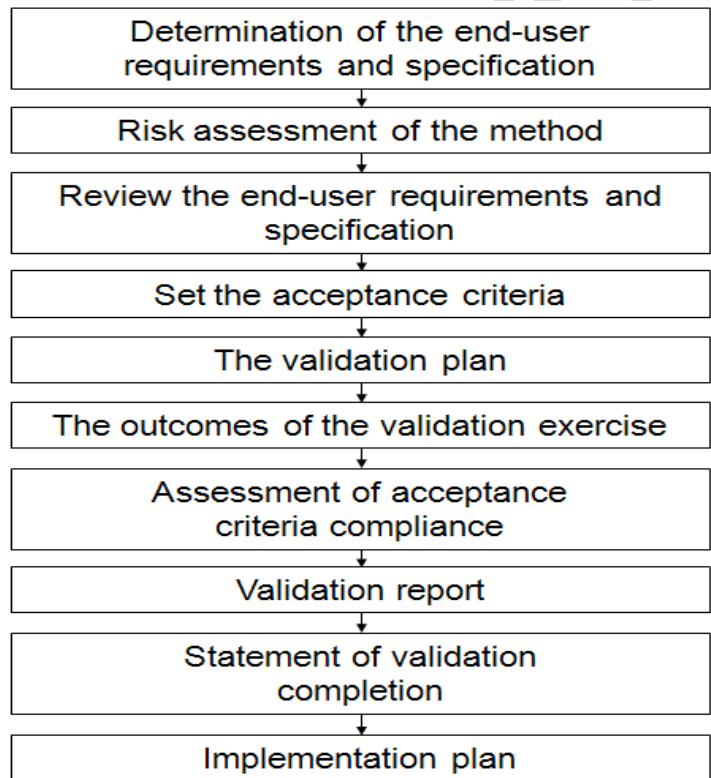 Determination of the end-user
requirements and specification
Risk assessment of the method
Review the end-user requirements and
specification
Set the acceptance criteria
The validation plan
The outcomes of the validation exercise
Assessment of acceptance
criteria compliance
Validation report
Statement of validation
completion
Implementation plan